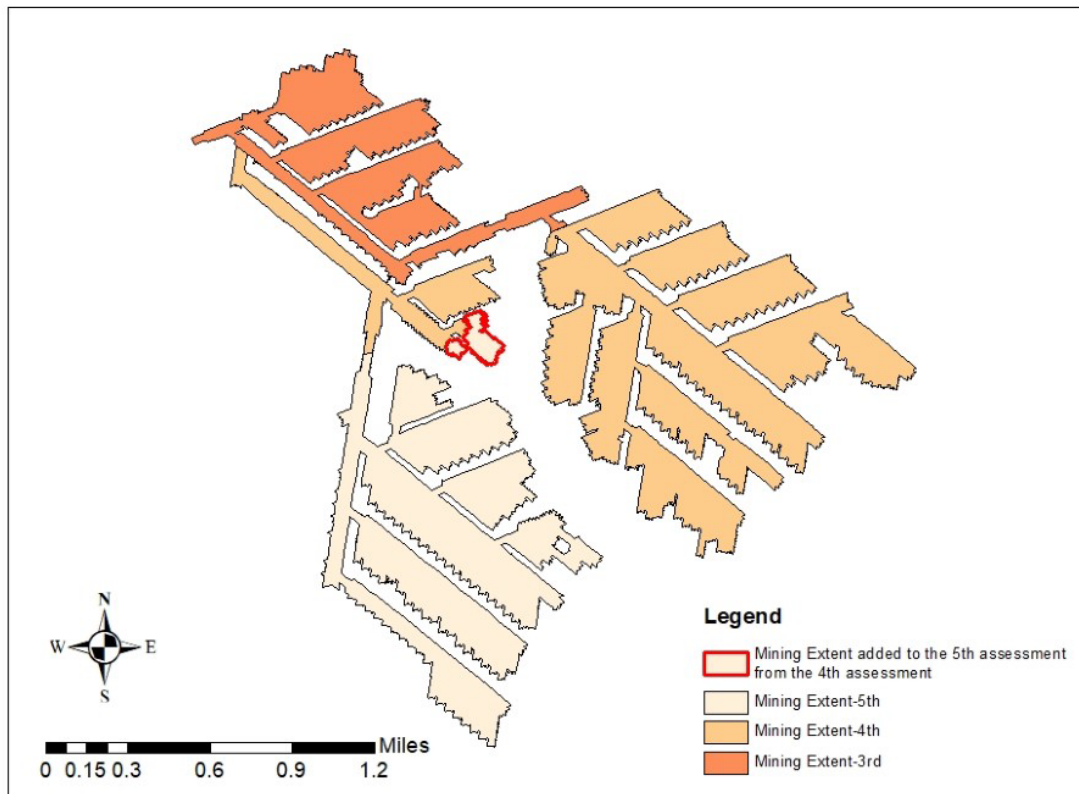 Legend
Mining Extent added to the 5th assessment
from the 4th assessment
Mining Extent-5th
Mining Extent-4th
Mining Extent-3rd
N
W E
S
Miles
0 0.15 0.3 0.6 0.9 1.2